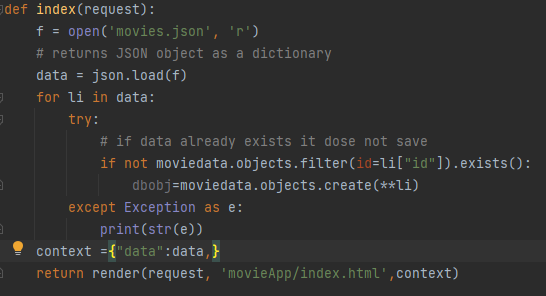 def index(request):
    f = open('movies.json', 'r')
    # returns JSON object as a dictionary
    data = json.load(f)
    for li in data:
        try:
            # if data already exists it dose not save
            if not moviedata.objects.filter(id=li["id"]).exists():
                dbobj=moviedata.objects.create(**li)
        except Exception as e:
            print(str(e))
    context ={"data":data,}
    return render(request, 'movieApp/index.html',context)